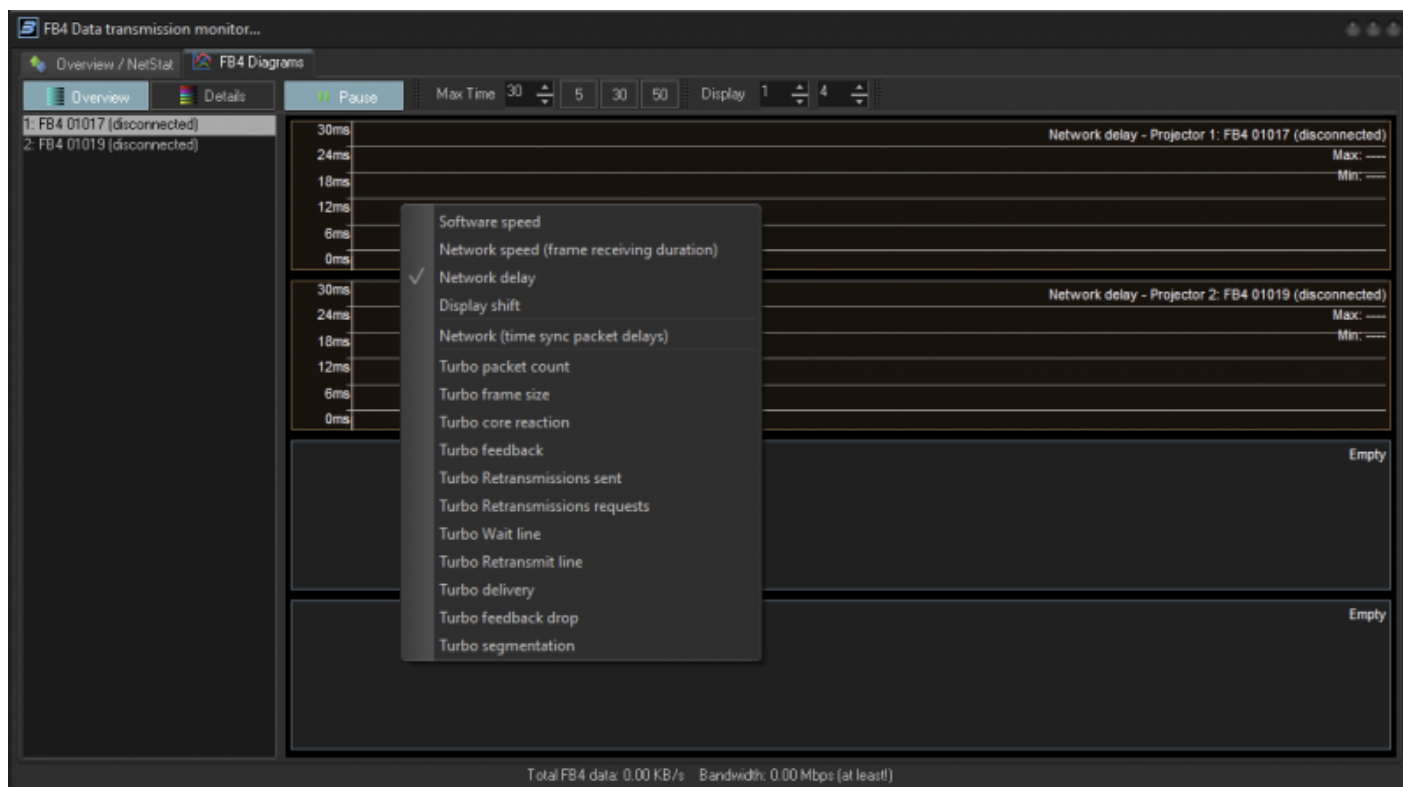 FB4 Data transmission monitor...
Overview / NetStat FB4 Diagrams
Overview Details Pause Max Time 30 5 30 50 Display 1 4
1: FB4 01017 (disconnected)
2: FB4 01019 (disconnected)
30ms Network delay - Projector 1: FB4 01017 (disconnected)
24ms Max: ----
18ms Min: ----
12ms
6ms
0ms
30ms Network delay - Projector 2: FB4 01019 (disconnected)
24ms Max: ----
18ms Min: ----
12ms
6ms
0ms
Empty
Empty
Software speed
Network speed (frame receiving duration)
Network delay
Display shift
Network (time sync packet delays)
Turbo packet count
Turbo frame size
Turbo core reaction
Turbo feedback
Turbo Retransmissions sent
Turbo Retransmissions requests
Turbo Wait line
Turbo Retransmit line
Turbo delivery
Turbo feedback drop
Turbo segmentation
Total FB4 data: 0.00 KB/s Bandwidth: 0.00 Mbps (at least!)